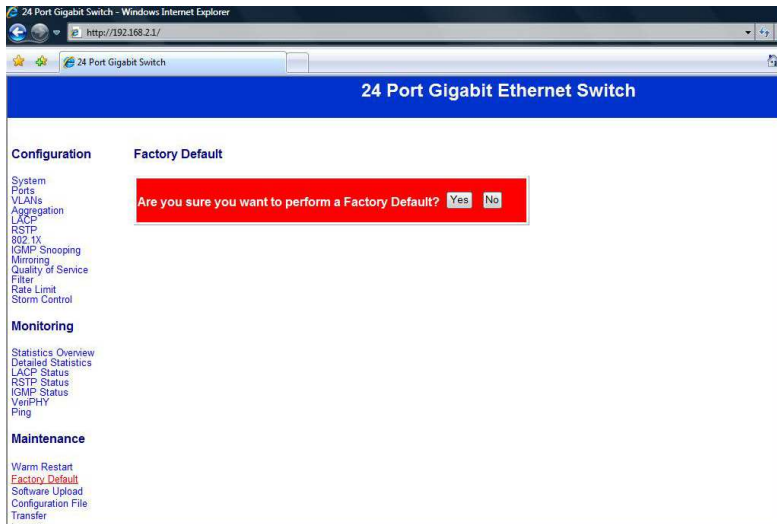 24 Port Gigabit Switch - Windows Internet Explorer
http://192.168.2.1/
24 Port Gigabit Switch
24 Port Gigabit Ethernet Switch
Configuration
System
Ports
VLANs
Aggregation
LACP
RSTP
802.1X
IGMP Snooping
Mirroring
Quality of Service
Filter
Rate Limit
Storm Control
Monitoring
Statistics Overview
Detailed Statistics
LACP Status
RSTP Status
IGMP Status
VeriPHY
Ping
Maintenance
Warm Restart
Factory Default
Software Upload
Configuration File
Transfer
Factory Default
Are you sure you want to perform a Factory Default? Yes No